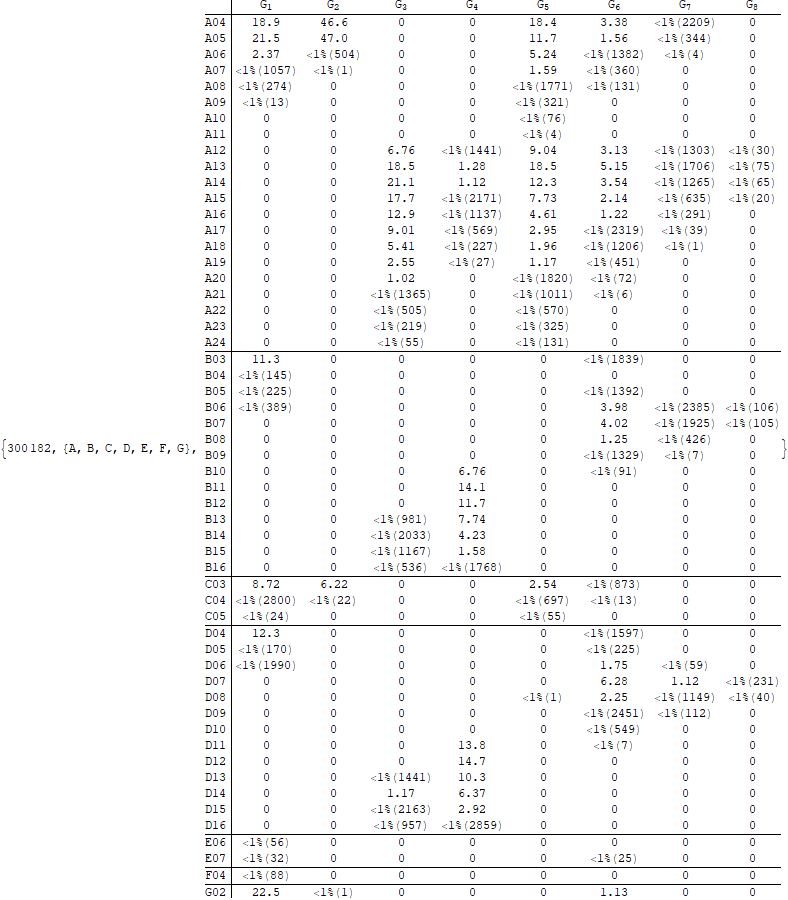 G₁ G₂ G₃ G₄ G₅ G₆ G₇ G₈
A04 18.9 46.6 0 0 18.4 3.38 <1%(2209) 0
A05 21.5 47.0 0 0 11.7 1.56 <1%(344) 0
A06 2.37 <1%(504) 0 0 5.24 <1%(1382) <1%(4) 0
A07 <1%(1057) <1%(1) 0 0 1.59 <1%(360) 0 0
A08 <1%(274) 0 0 0 <1%(1771) <1%(131) 0 0
A09 <1%(13) 0 0 0 <1%(321) 0 0 0
A10 0 0 0 0 <1%(76) 0 0 0
A11 0 0 0 0 <1%(4) 0 0 0
A12 0 0 6.76 <1%(1441) 9.04 3.13 <1%(1303) <1%(30)
A13 0 0 18.5 1.28 18.5 5.15 <1%(1706) <1%(75)
A14 0 0 21.1 1.12 12.3 3.54 <1%(1265) <1%(65)
A15 0 0 17.7 <1%(2171) 7.73 2.14 <1%(635) <1%(20)
A16 0 0 12.9 <1%(1137) 4.61 1.22 <1%(291) 0
A17 0 0 9.01 <1%(569) 2.95 <1%(2319) <1%(39) 0
A18 0 0 5.41 <1%(227) 1.96 <1%(1206) <1%(1) 0
A19 0 0 2.55 <1%(27) 1.17 <1%(451) 0 0
A20 0 0 1.02 0 <1%(1820) <1%(72) 0 0
A21 0 0 <1%(1365) 0 <1%(1011) <1%(6) 0 0
A22 0 0 <1%(505) 0 <1%(570) 0 0 0
A23 0 0 <1%(219) 0 <1%(325) 0 0 0
A24 0 0 <1%(55) 0 <1%(131) 0 0 0
B03 11.3 0 0 0 0 <1%(1839) 0 0
B04 <1%(145) 0 0 0 0 0 0 0
B05 <1%(225) 0 0 0 0 <1%(1392) 0 0
B06 <1%(389) 0 0 0 0 3.98 <1%(2385) <1%(106)
B07 0 0 0 0 0 4.02 <1%(1925) <1%(105)
B08 0 0 0 0 0 1.25 <1%(426) 0
{300182, {A, B, C, D, E, F, G}, B09 0 0 0 0 0 <1%(1329) <1%(7) 0 }
B10 0 0 0 6.76 0 <1%(91) 0 0
B11 0 0 0 14.1 0 0 0 0
B12 0 0 0 11.7 0 0 0 0
B13 0 0 <1%(981) 7.74 0 0 0 0
B14 0 0 <1%(2033) 4.23 0 0 0 0
B15 0 0 <1%(1167) 1.58 0 0 0 0
B16 0 0 <1%(536) <1%(1768) 0 0 0 0
C03 8.72 6.22 0 0 2.54 <1%(873) 0 0
C04 <1%(2800) <1%(22) 0 0 <1%(697) <1%(13) 0 0
C05 <1%(24) 0 0 0 <1%(55) 0 0 0
D04 12.3 0 0 0 0 <1%(1597) 0 0
D05 <1%(170) 0 0 0 0 <1%(225) 0 0
D06 <1%(1990) 0 0 0 0 1.75 <1%(59) 0
D07 0 0 0 0 0 6.28 1.12 <1%(231)
D08 0 0 0 0 <1%(1) 2.25 <1%(1149) <1%(40)
D09 0 0 0 0 0 <1%(2451) <1%(112) 0
D10 0 0 0 0 0 <1%(549) 0 0
D11 0 0 0 13.8 0 <1%(7) 0 0
D12 0 0 0 14.7 0 0 0 0
D13 0 0 <1%(1441) 10.3 0 0 0 0
D14 0 0 1.17 6.37 0 0 0 0
D15 0 0 <1%(2163) 2.92 0 0 0 0
D16 0 0 <1%(957) <1%(2859) 0 0 0 0
E06 <1%(56) 0 0 0 0 0 0 0
E07 <1%(32) 0 0 0 0 <1%(25) 0 0
F04 <1%(88) 0 0 0 0 0 0 0
G02 22.5 <1%(1) 0 0 0 1.13 0 0